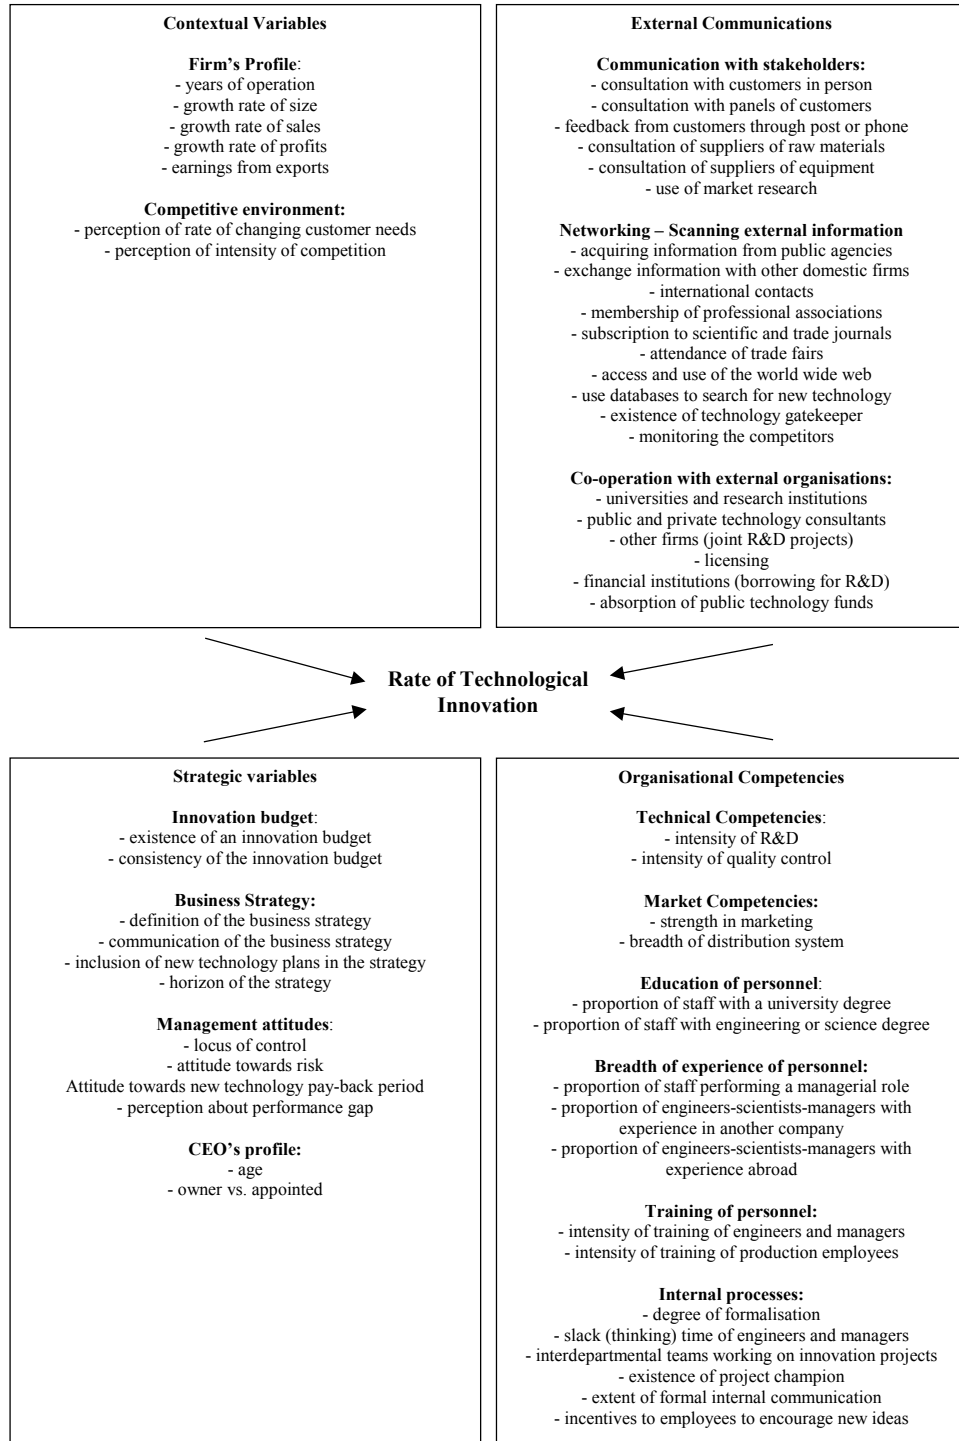 Contextual Variables
Firm's Profile:
- years of operation
- growth rate of size
- growth rate of sales
- growth rate of profits
- earnings from exports
Competitive environment:
- perception of rate of changing customer needs
- perception of intensity of competition
External Communications
Communication with stakeholders:
- consultation with customers in person
- consultation with panels of customers
- feedback from customers through post or phone
- consultation of suppliers of raw materials
- consultation of suppliers of equipment
- use of market research
Networking – Scanning external information
- acquiring information from public agencies
- exchange information with other domestic firms
- international contacts
- membership of professional associations
- subscription to scientific and trade journals
- attendance of trade fairs
- access and use of the world wide web
- use databases to search for new technology
- existence of technology gatekeeper
- monitoring the competitors
Co-operation with external organisations:
- universities and research institutions
- public and private technology consultants
- other firms (joint R&D projects)
- licensing
- financial institutions (borrowing for R&D)
- absorption of public technology funds
Rate of Technological
Innovation
Strategic variables
Innovation budget:
- existence of an innovation budget
- consistency of the innovation budget
Business Strategy:
- definition of the business strategy
- communication of the business strategy
- inclusion of new technology plans in the strategy
- horizon of the strategy
Management attitudes:
- locus of control
- attitude towards risk
Attitude towards new technology pay-back period
- perception about performance gap
CEO's profile:
- age
- owner vs. appointed
Organisational Competencies
Technical Competencies:
- intensity of R&D
- intensity of quality control
Market Competencies:
- strength in marketing
- breadth of distribution system
Education of personnel:
- proportion of staff with a university degree
- proportion of staff with engineering or science degree
Breadth of experience of personnel:
- proportion of staff performing a managerial role
- proportion of engineers-scientists-managers with
experience in another company
- proportion of engineers-scientists-managers with
experience abroad
Training of personnel:
- intensity of training of engineers and managers
- intensity of training of production employees
Internal processes:
- degree of formalisation
- slack (thinking) time of engineers and managers
- interdepartmental teams working on innovation projects
- existence of project champion
- extent of formal internal communication
- incentives to employees to encourage new ideas